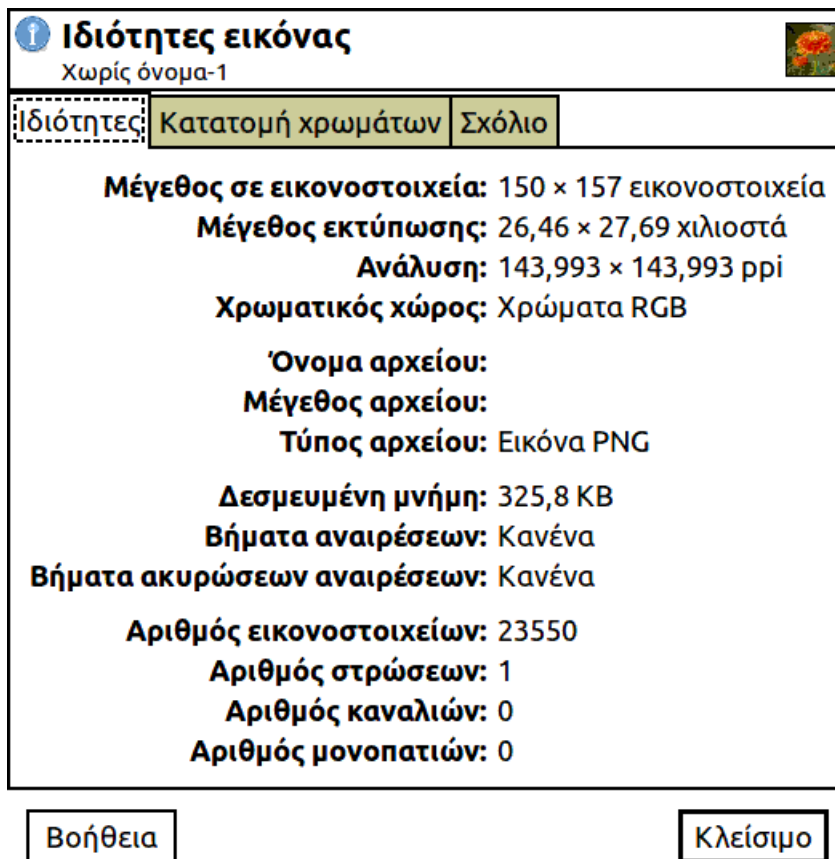 Ιδιότητες εικόνας
Χωρίς όνομα-1
Ιδιότητες Κατατομή χρωμάτων Σχόλιο
Μέγεθος σε εικονοστοιχεία: 150 × 157 εικονοστοιχεία
Μέγεθος εκτύπωσης: 26,46 × 27,69 χιλιοστά
Ανάλυση: 143,993 × 143,993 ppi
Χρωματικός χώρος: Χρώματα RGB
Όνομα αρχείου:
Μέγεθος αρχείου:
Τύπος αρχείου: Εικόνα PNG
Δεσμευμένη μνήμη: 325,8 KB
Βήματα αναιρέσεων: Κανένα
Βήματα ακυρώσεων αναιρέσεων: Κανένα
Αριθμός εικονοστοιχείων: 23550
Αριθμός στρώσεων: 1
Αριθμός καναλιών: 0
Αριθμός μονοπατιών: 0
Βοήθεια Κλείσιμο